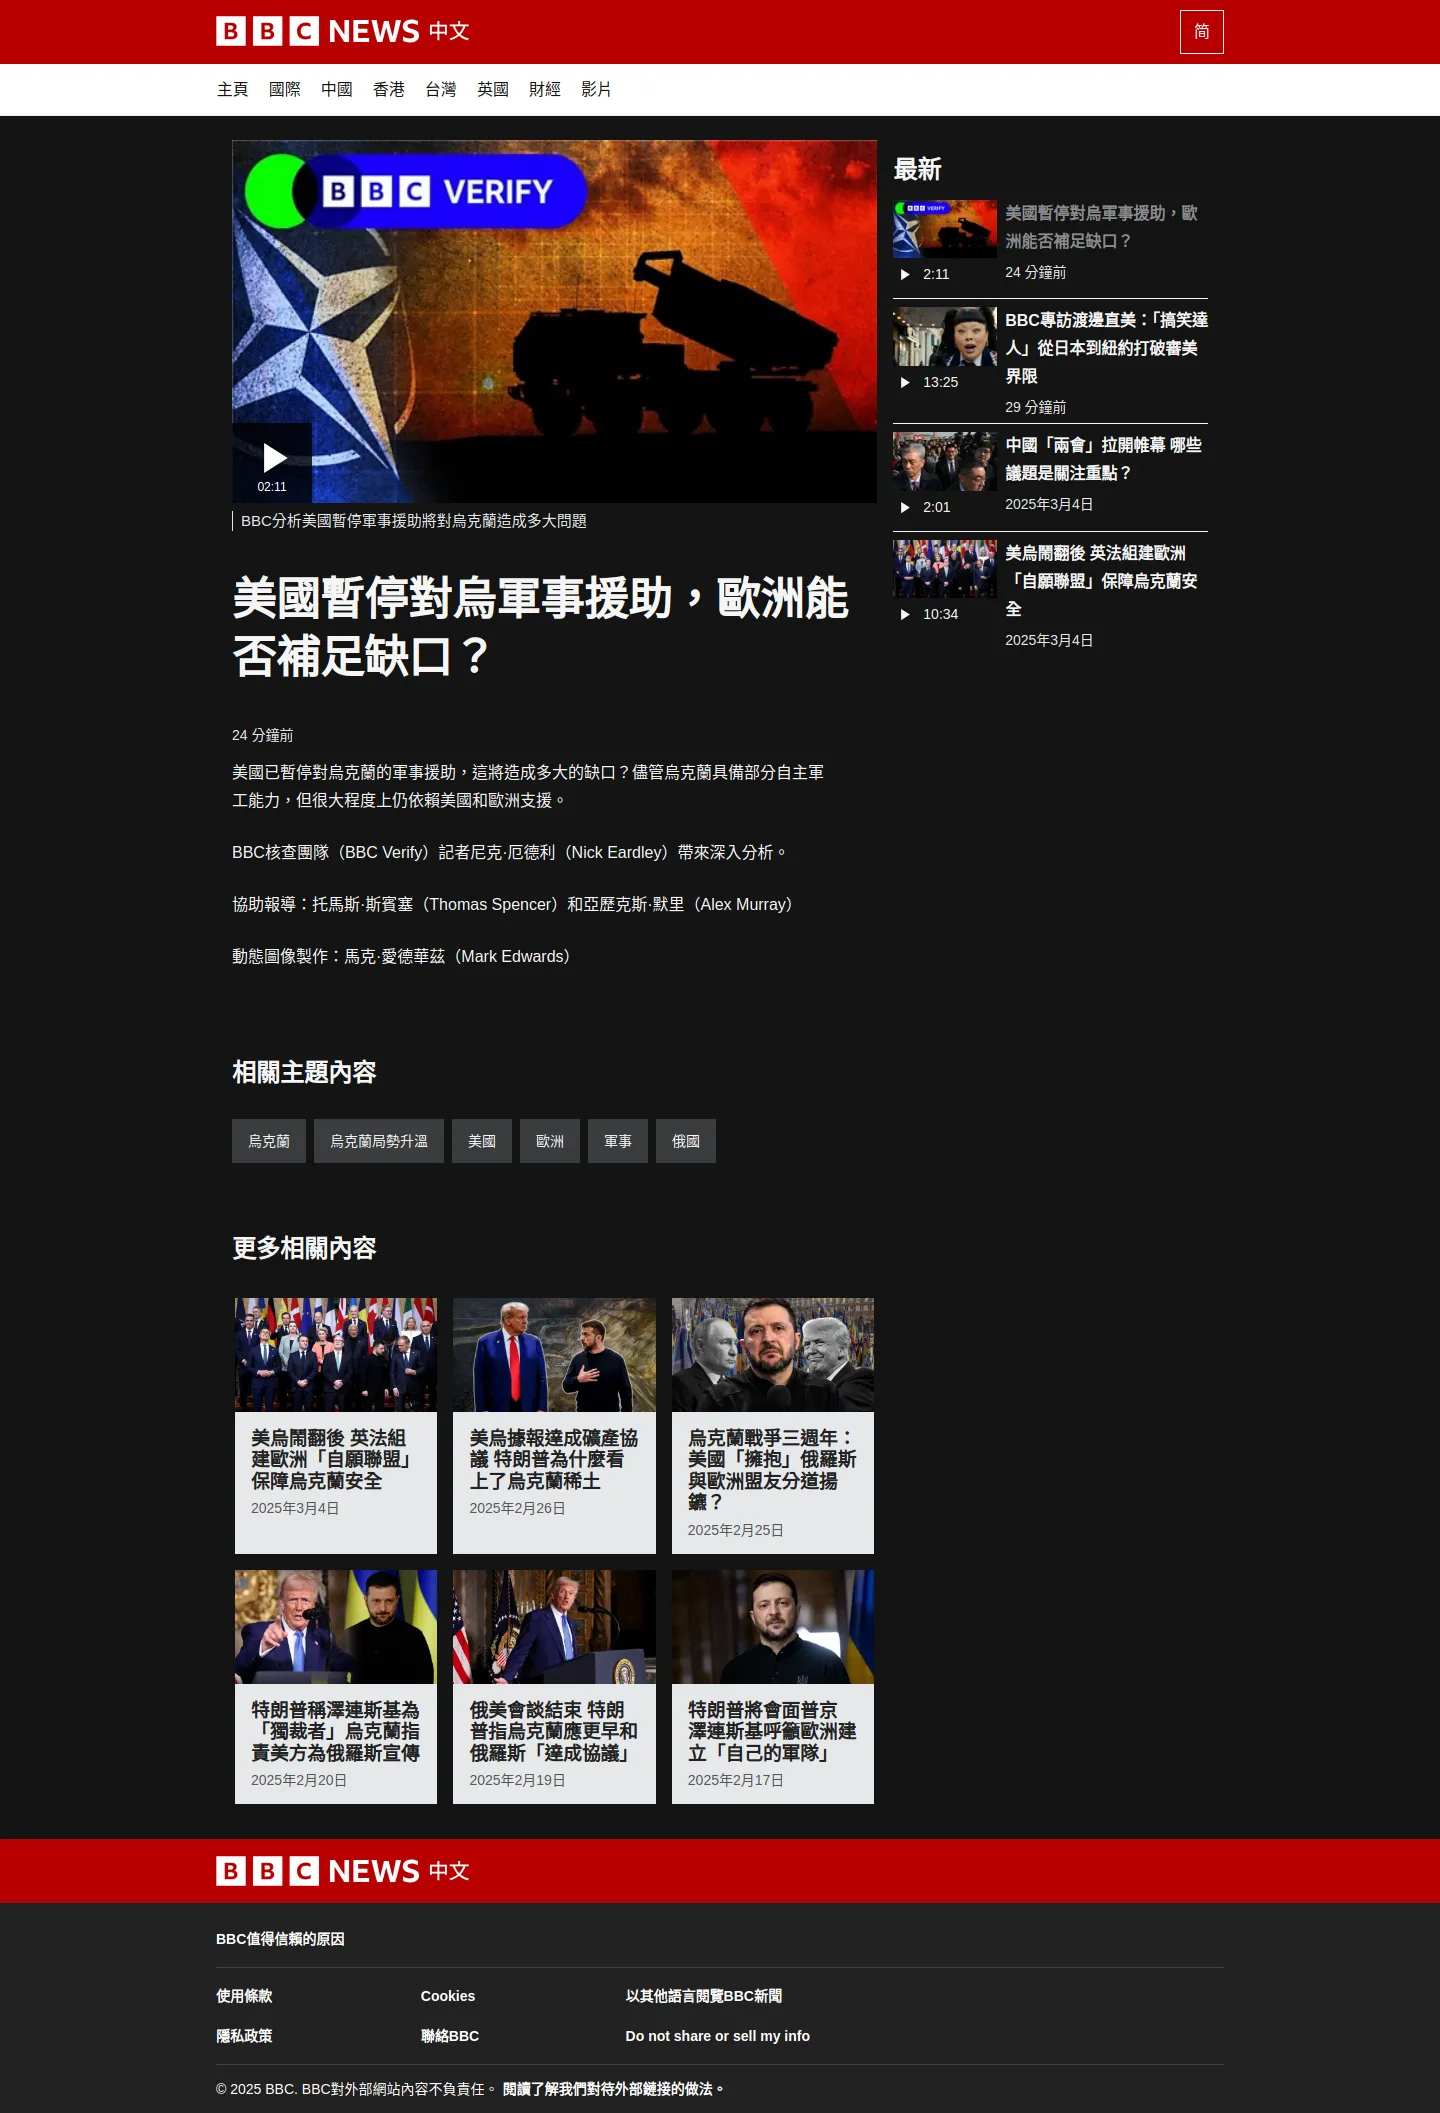 BBC NEWS 中文
简
主頁 國際 中國 香港 台灣 英國 財經 影片
BBC VERIFY
02:11
BBC分析美國暫停軍事援助將對烏克蘭造成多大問題
美國暫停對烏軍事援助，歐洲能
否補足缺口？
24 分鐘前
美國已暫停對烏克蘭的軍事援助，這將造成多大的缺口？儘管烏克蘭具備部分自主軍
工能力，但很大程度上仍依賴美國和歐洲支援。
BBC核查團隊（BBC Verify）記者尼克·厄德利（Nick Eardley）帶來深入分析。
協助報導：托馬斯·斯賓塞（Thomas Spencer）和亞歷克斯·默里（Alex Murray）
動態圖像製作：馬克·愛德華茲（Mark Edwards）
最新
BBC VERIFY
美國暫停對烏軍事援助，歐
洲能否補足缺口？
2:11
24 分鐘前
BBC專訪渡邊直美：「搞笑達
人」從日本到紐約打破審美
界限
13:25
29 分鐘前
中國「兩會」拉開帷幕 哪些
議題是關注重點？
2:01
2025年3月4日
美烏鬧翻後 英法組建歐洲
「自願聯盟」保障烏克蘭安
全
10:34
2025年3月4日
相關主題內容
烏克蘭 烏克蘭局勢升溫 美國 歐洲 軍事 俄國
更多相關內容
美烏鬧翻後 英法組
建歐洲「自願聯盟」
保障烏克蘭安全
2025年3月4日
美烏據報達成礦產協
議 特朗普為什麼看
上了烏克蘭稀土
2025年2月26日
烏克蘭戰爭三週年：
美國「擁抱」俄羅斯
與歐洲盟友分道揚
鑣？
2025年2月25日
特朗普稱澤連斯基為
「獨裁者」烏克蘭指
責美方為俄羅斯宣傳
2025年2月20日
俄美會談結束 特朗
普指烏克蘭應更早和
俄羅斯「達成協議」
2025年2月19日
特朗普將會面普京
澤連斯基呼籲歐洲建
立「自己的軍隊」
2025年2月17日
BBC NEWS 中文
BBC值得信賴的原因
使用條款 Cookies 以其他語言閱覽BBC新聞
隱私政策 聯絡BBC Do not share or sell my info
© 2025 BBC. BBC對外部網站內容不負責任。 閱讀了解我們對待外部鏈接的做法。